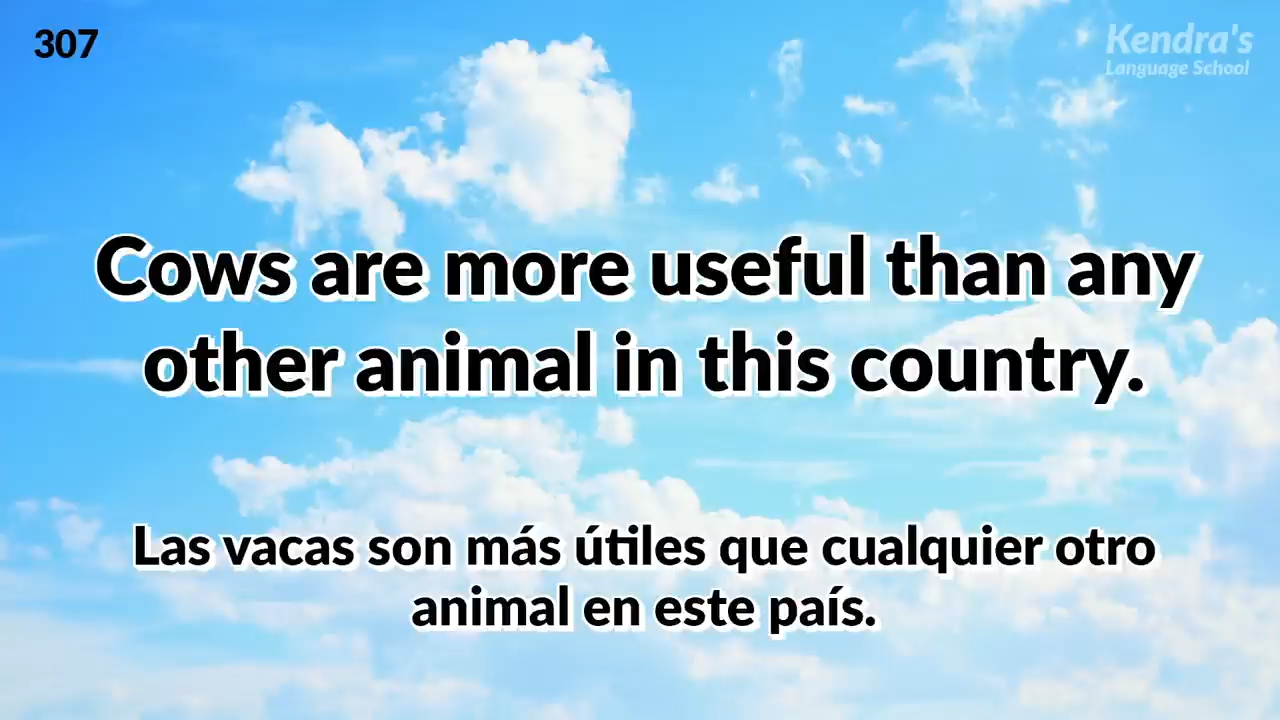 307
Kendra's
Language School
Cows are more useful than any
other animal in this country.
Las vacas son más útiles que cualquier otro
animal en este país.